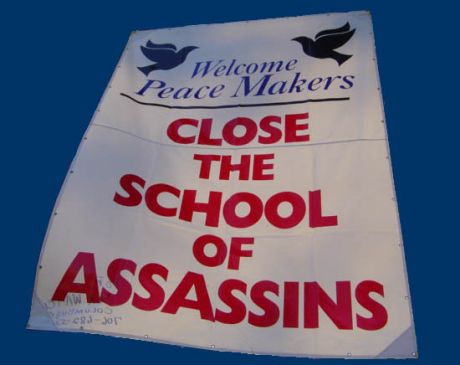 Welcome
Peace Makers
CLOSE
THE
SCHOOL
OF
ASSASSINS